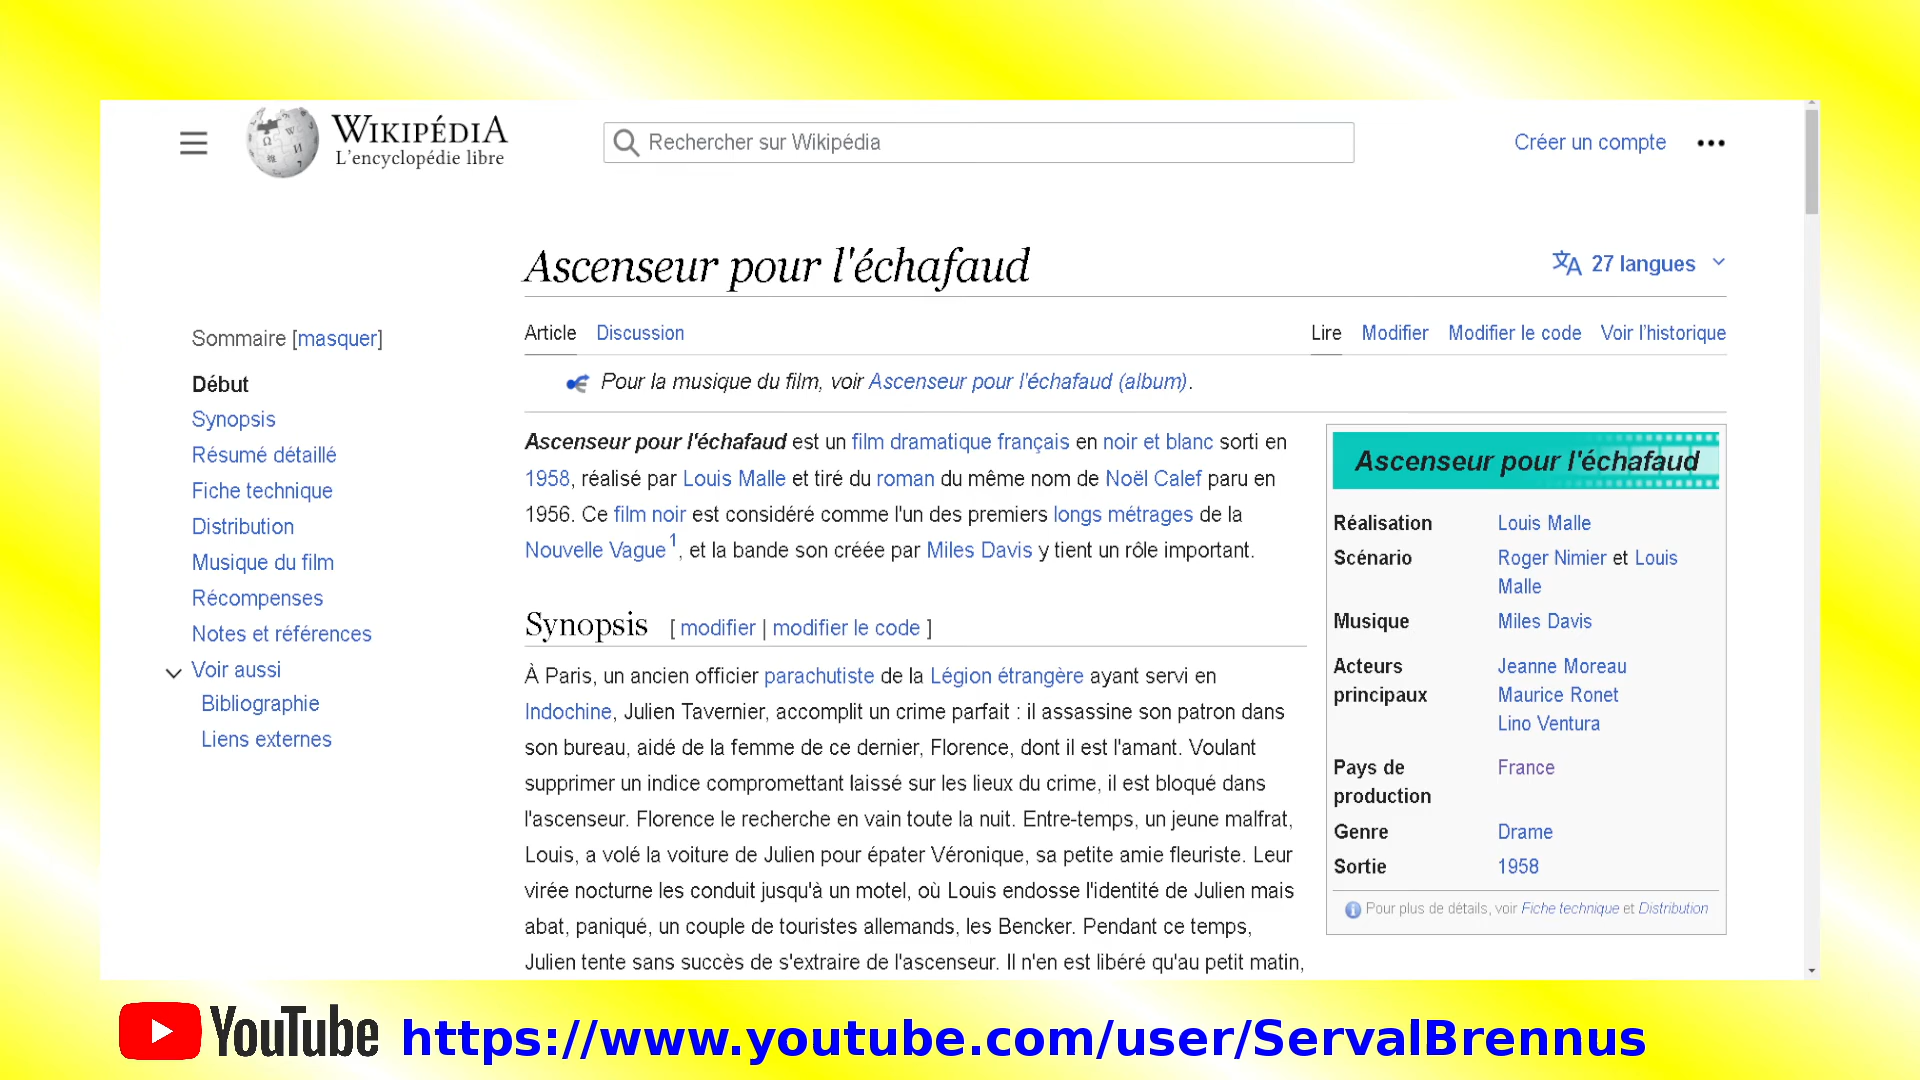 WIKIPÉDIA
L'encyclopédie libre
Rechercher sur Wikipédia
Créer un compte
Ascenseur pour l'échafaud
27 langues
Article Discussion
Lire Modifier Modifier le code Voir l'historique
Sommaire [masquer]
Début
Synopsis
Résumé détaillé
Fiche technique
Distribution
Musique du film
Récompenses
Notes et références
Voir aussi
Bibliographie
Liens externes
Pour la musique du film, voir Ascenseur pour l'échafaud (album).
Ascenseur pour l'échafaud est un film dramatique français en noir et blanc sorti en
1958, réalisé par Louis Malle et tiré du roman du même nom de Noël Calef paru en
1956. Ce film noir est considéré comme l'un des premiers longs métrages de la
Nouvelle Vague1, et la bande son créée par Miles Davis y tient un rôle important.
Synopsis [ modifier | modifier le code ]
À Paris, un ancien officier parachutiste de la Légion étrangère ayant servi en
Indochine, Julien Tavernier, accomplit un crime parfait : il assassine son patron dans
son bureau, aidé de la femme de ce dernier, Florence, dont il est l'amant. Voulant
supprimer un indice compromettant laissé sur les lieux du crime, il est bloqué dans
l'ascenseur. Florence le recherche en vain toute la nuit. Entre-temps, un jeune malfrat,
Louis, a volé la voiture de Julien pour épater Véronique, sa petite amie fleuriste. Leur
virée nocturne les conduit jusqu'à un motel, où Louis endosse l'identité de Julien mais
abat, paniqué, un couple de touristes allemands, les Bencker. Pendant ce temps,
Julien tente sans succès de s'extraire de l'ascenseur. Il n'en est libéré qu'au petit matin,
Ascenseur pour l'échafaud
Réalisation Louis Malle
Scénario Roger Nimier et Louis
Malle
Musique Miles Davis
Acteurs Jeanne Moreau
principaux Maurice Ronet
Lino Ventura
Pays de France
production
Genre Drame
Sortie 1958
Pour plus de détails, voir Fiche technique et Distribution
YouTube https://www.youtube.com/user/ServalBrennus